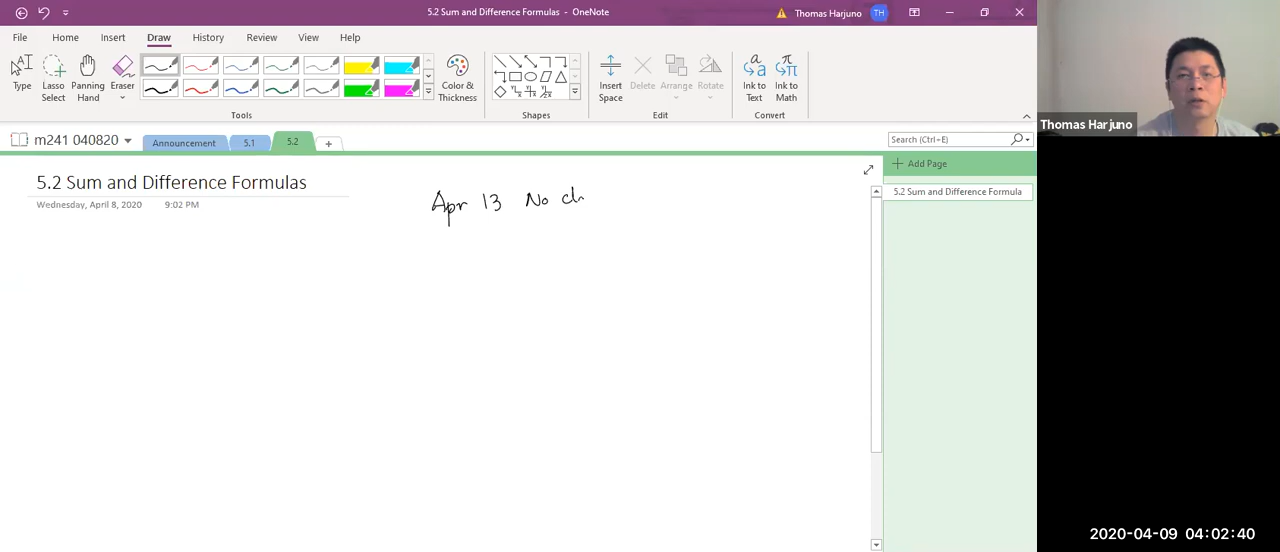 5.2 Sum and Difference Formulas - OneNote
Thomas Harjuno TH
File Home Insert Draw History Review View Help
Type
Lasso Select
Panning Hand
Eraser
Color & Thickness
Insert Space
Delete
Arrange
Rotate
Ink to Text
Ink to Math
Tools
Shapes
Edit
Convert
m241 040820
Announcement
5.1
5.2
Search (Ctrl+E)
Add Page
5.2 Sum and Difference Formula
5.2 Sum and Difference Formulas
Wednesday, April 8, 2020 9:02 PM
Apr 13 No cl
Thomas Harjuno
2020-04-09 04:02:40